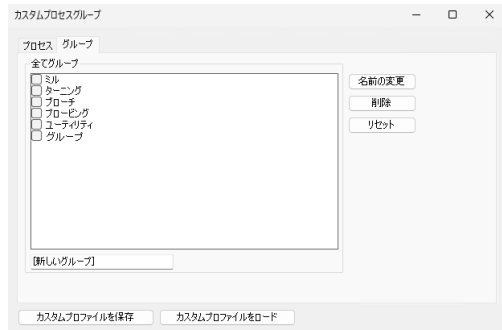 カスタムプロセスグループ
プロセス グループ
全てグループ
ミル
ターニング
ブローチ
プロービング
ユーティリティ
グループ
[新しいグループ]
名前の変更
削除
リセット
カスタムプロファイルを保存 カスタムプロファイルをロード